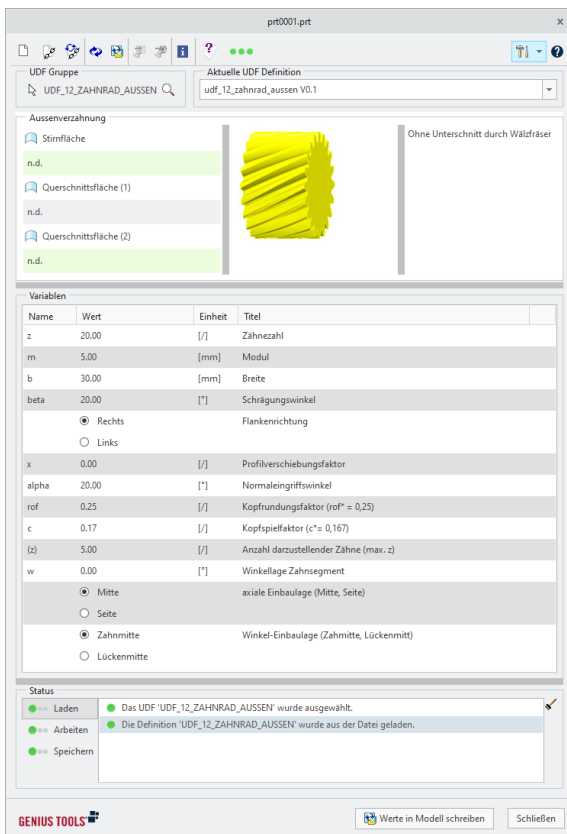 prt0001.prt
UDF Gruppe
Aktuelle UDF Definition
UDF_12_ZAHNRAD_AUSSEN
udf_12_zahnrad_aussen V0.1
Aussenverzahnung
Stirnfläche
n.d.
Querschnittsfläche (1)
n.d.
Querschnittsfläche (2)
n.d.
Ohne Unterschnitt durch Wälzfräser
Variablen
Name Wert Einheit Titel
z 20.00 [/] Zähnezahl
m 5.00 [mm] Modul
b 30.00 [mm] Breite
beta 20.00 [°] Schrägungswinkel
Rechts Flankenrichtung
Links
x 0.00 [/] Profilverschiebungsfaktor
alpha 20.00 [°] Normaleingriffswinkel
rof 0.25 [/] Kopfrundungsfaktor (rof* = 0,25)
c 0.17 [/] Kopfspielfaktor (c*= 0,167)
(z) 5.00 [/] Anzahl darzustellender Zähne (max. z)
w 0.00 [°] Winkellage Zahnsegment
Mitte axiale Einbaulage (Mitte, Seite)
Seite
Zahnmitte Winkel-Einbaulage (Zahmitte, Lückenmitt)
Lückenmitte
Status
Laden
Arbeiten
Speichern
Das UDF 'UDF_12_ZAHNRAD_AUSSEN' wurde ausgewählt.
Die Definition 'UDF_12_ZAHNRAD_AUSSEN' wurde aus der Datei geladen.
GENIUS TOOLS
Werte in Modell schreiben
Schließen